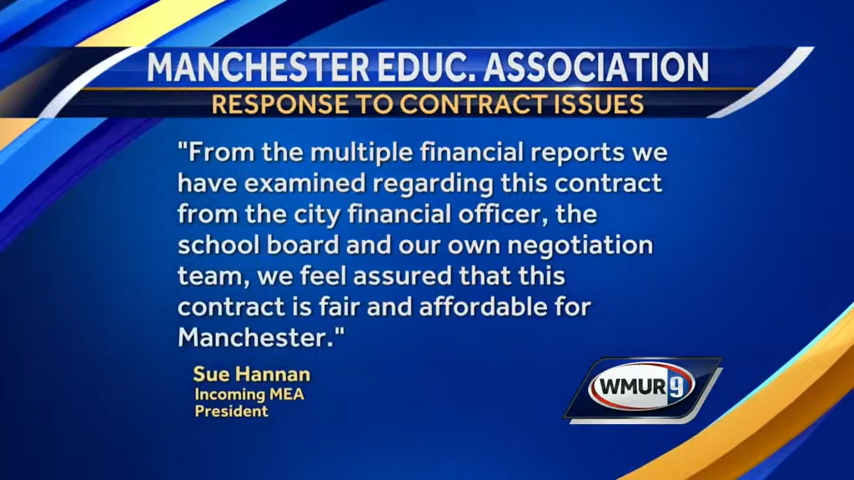 MANCHESTER EDUC. ASSOCIATION
RESPONSE TO CONTRACT ISSUES
"From the multiple financial reports we
have examined regarding this contract
from the city financial officer, the
school board and our own negotiation
team, we feel assured that this
contract is fair and affordable for
Manchester."
Sue Hannan
Incoming MEA
President
WMUR 9